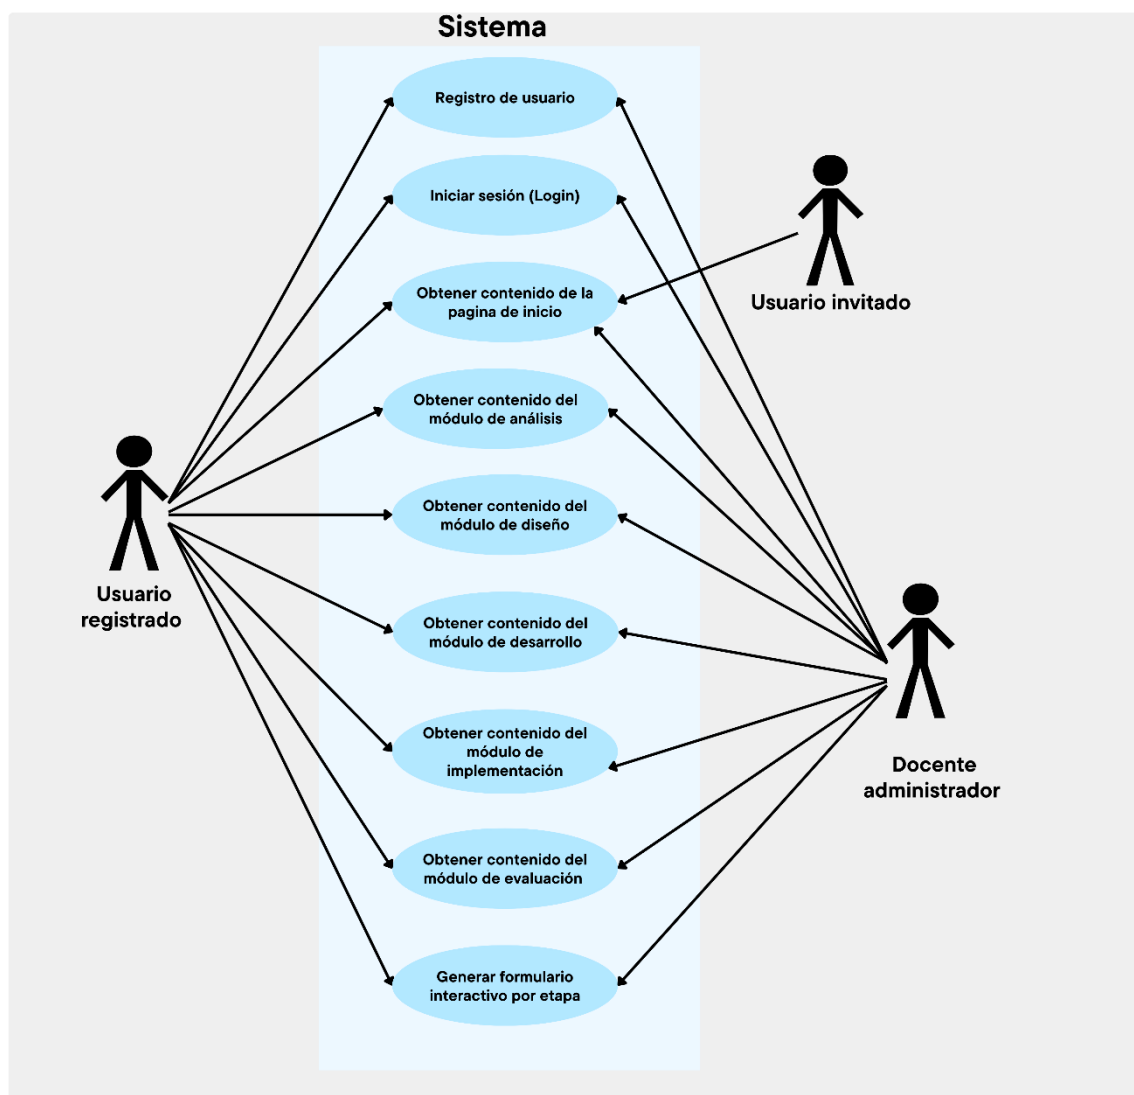 Sistema
Registro de usuario
Iniciar sesión (Login)
Obtener contenido de la
pagina de inicio
Usuario invitado
Obtener contenido del
módulo de análisis
Obtener contenido del
módulo de diseño
Usuario
registrado
Obtener contenido del
módulo de desarrollo
Obtener contenido del
módulo de
implementación
Docente
administrador
Obtener contenido del
módulo de evaluación
Generar formulario
interactivo por etapa